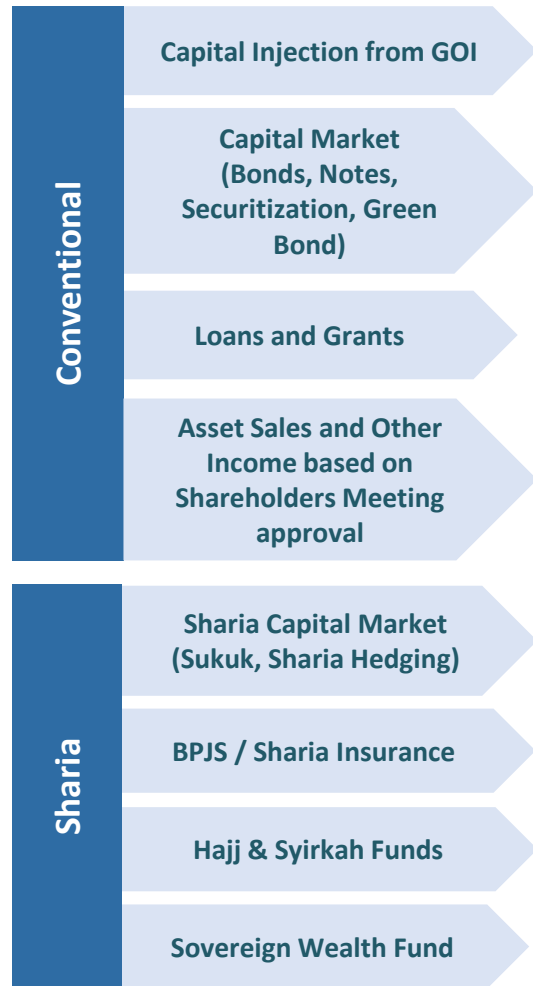 Conventional
Capital Injection from GOI
Capital Market
(Bonds, Notes,
Securitization, Green
Bond)
Loans and Grants
Asset Sales and Other
Income based on
Shareholders Meeting
approval
Sharia
Sharia Capital Market
(Sukuk, Sharia Hedging)
BPJS / Sharia Insurance
Hajj & Syirkah Funds
Sovereign Wealth Fund